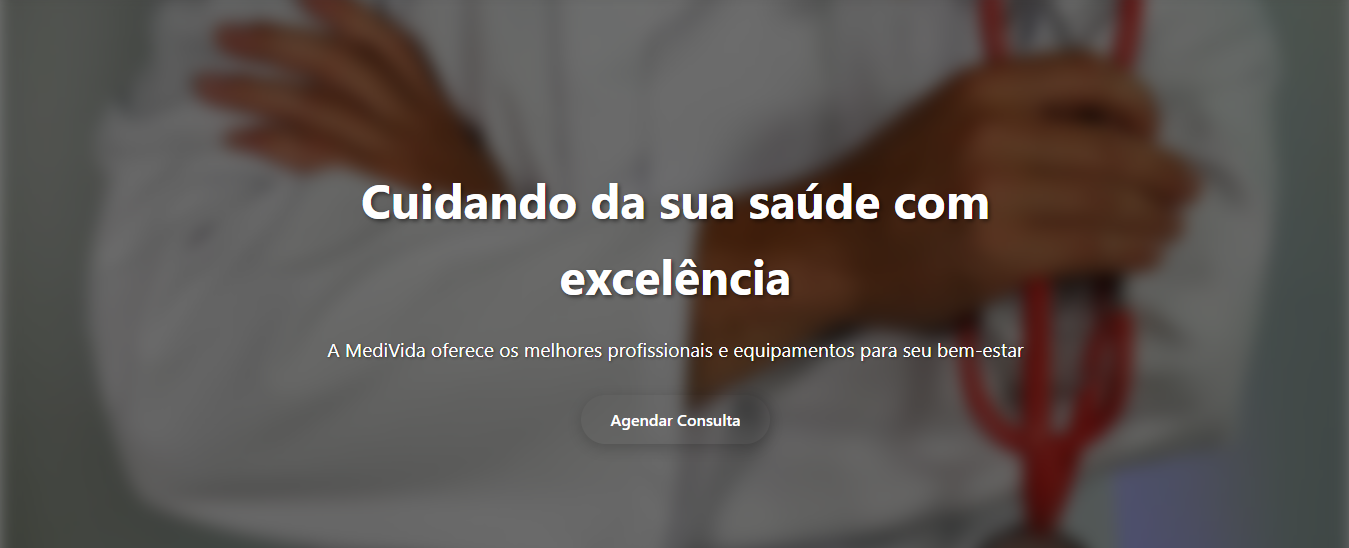 Cuidando da sua saúde com
excelência
A MediVida oferece os melhores profissionais e equipamentos para seu bem-estar
Agendar Consulta